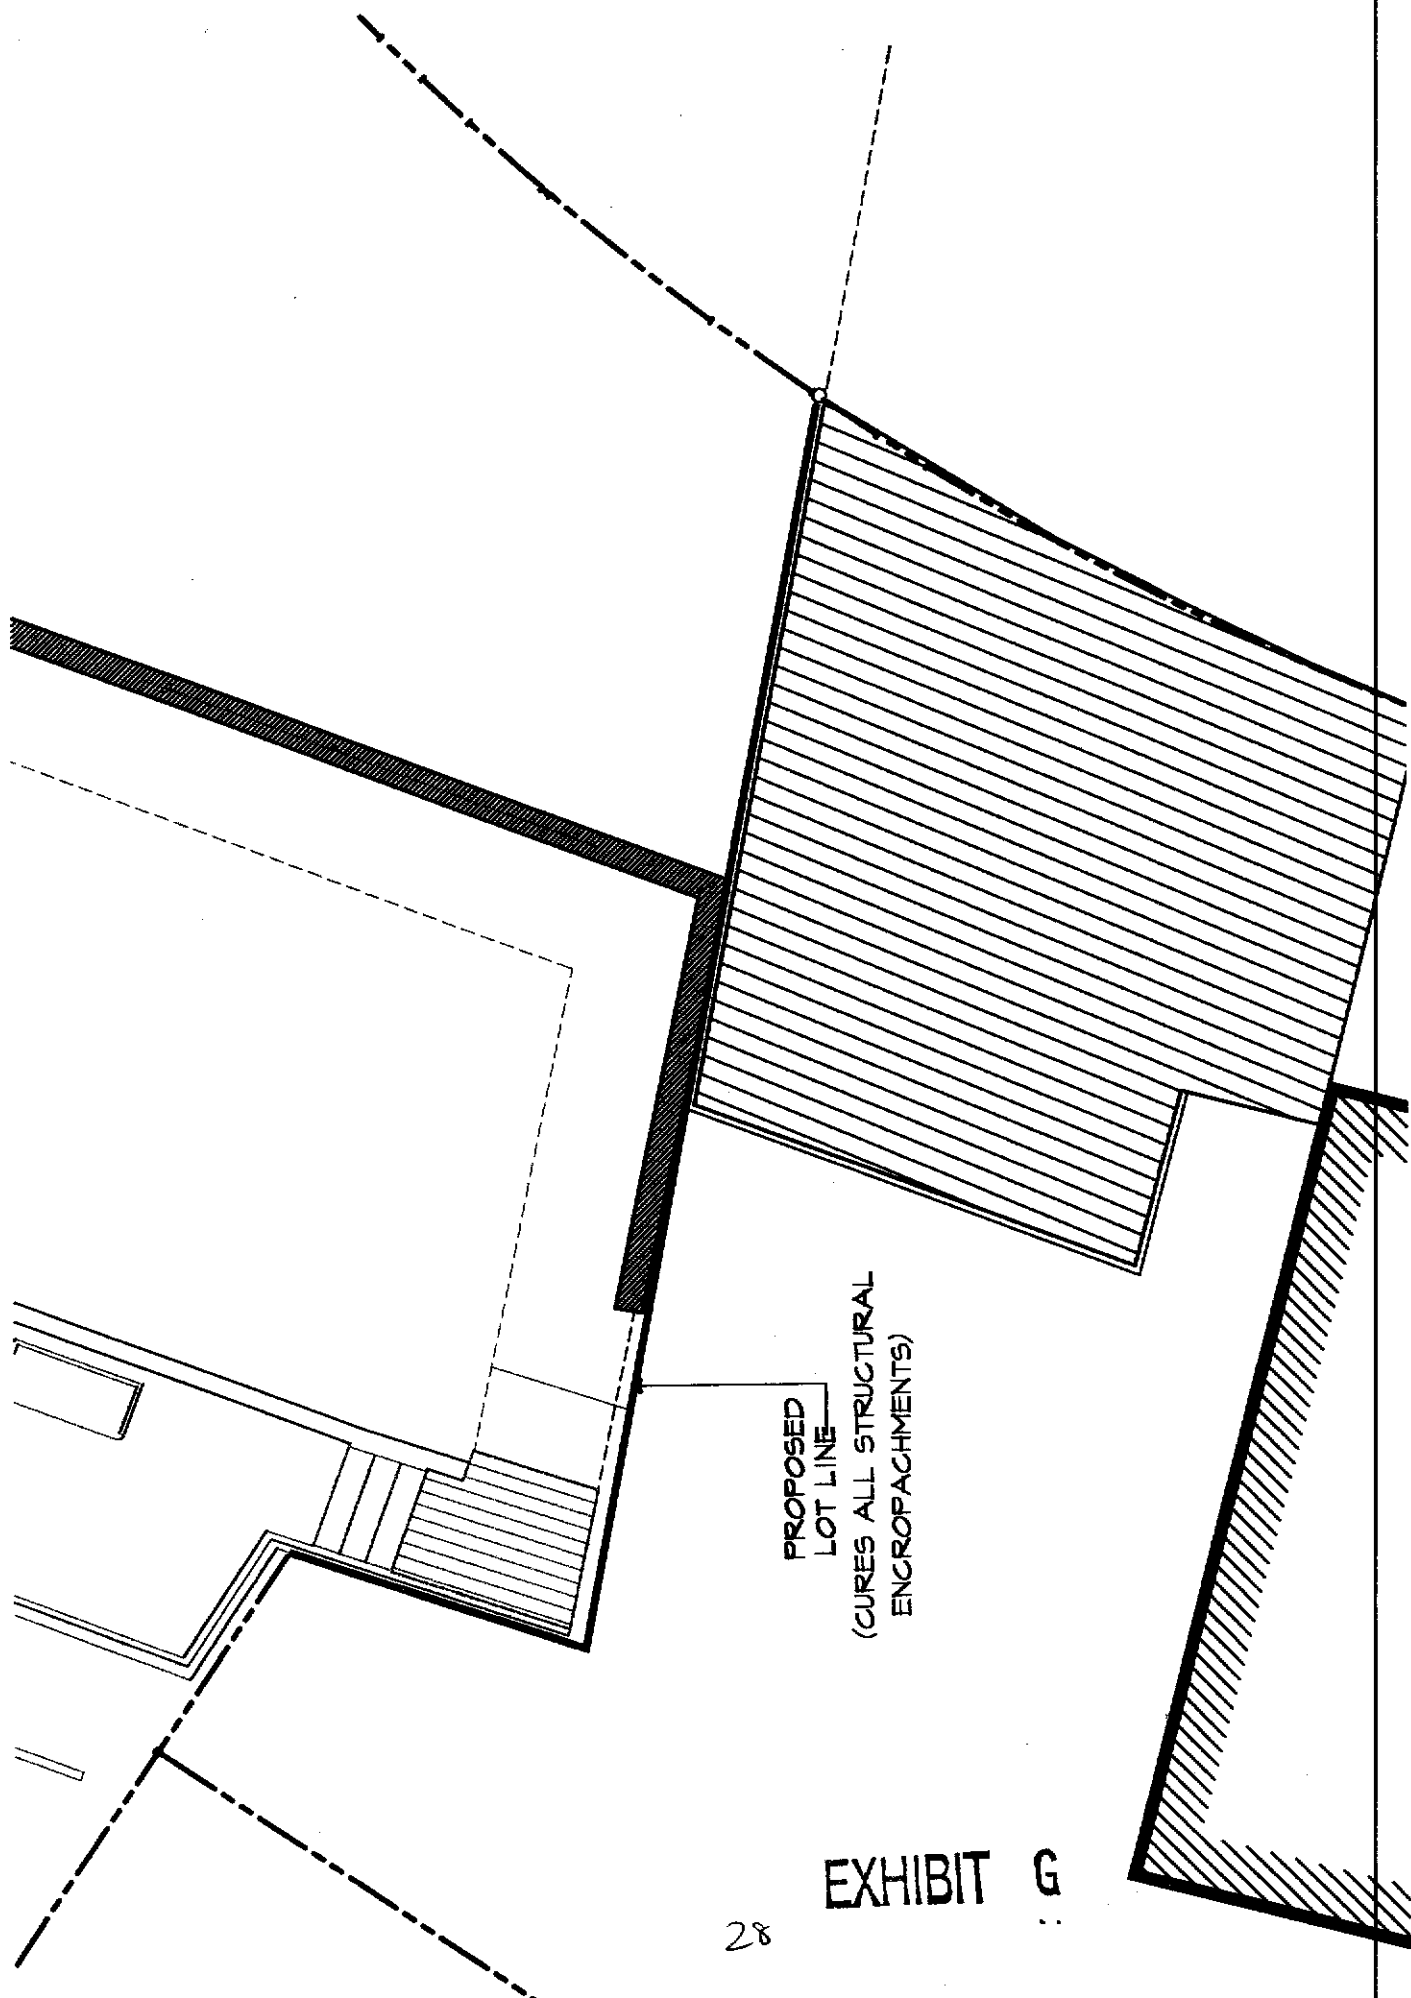 PROPOSED
LOT LINE
(CURES ALL STRUCTURAL
ENCROPACHMENTS)
EXHIBIT G
28